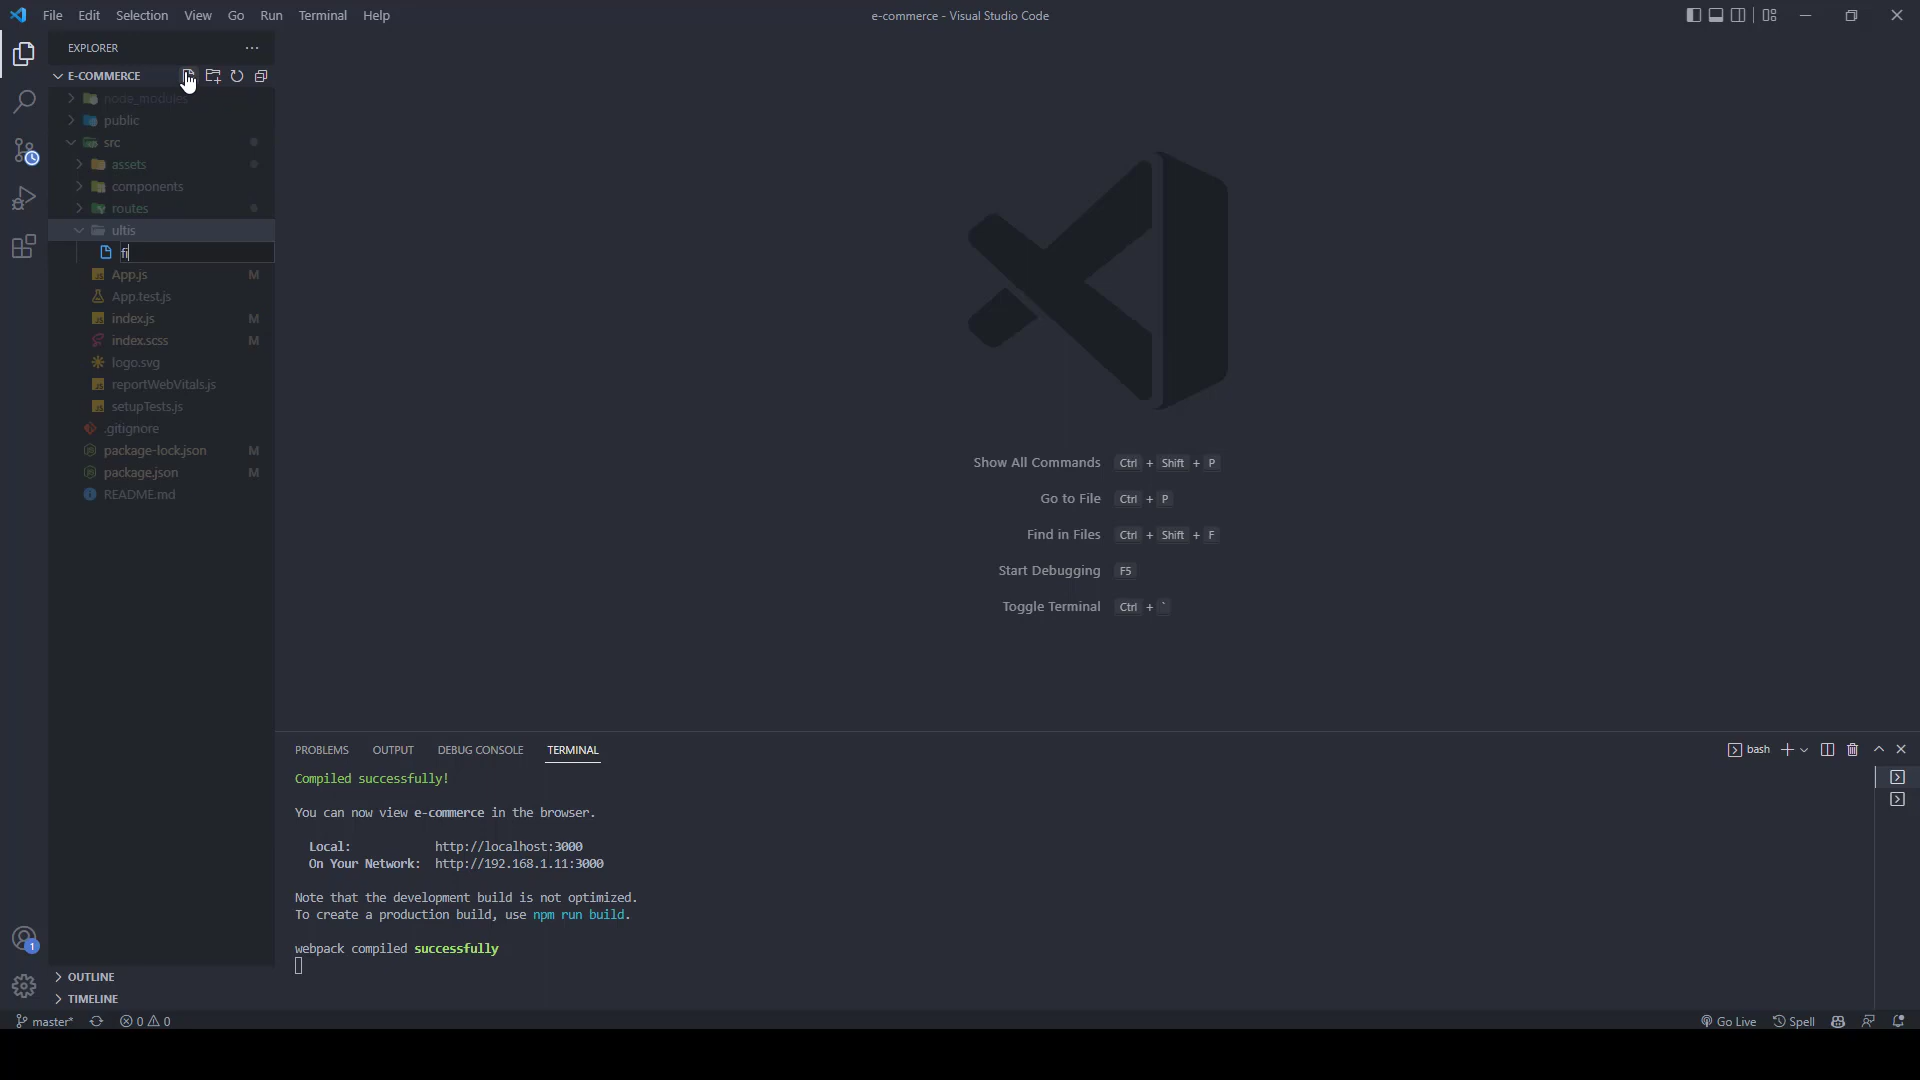 File Edit Selection View Go Run Terminal Help
e-commerce - Visual Studio Code
EXPLORER
E-COMMERCE
node_modules
public
src
assets
components
routes
ultis
fi
App.js M
App.test.js
index.js M
index.scss M
logo.svg
reportWebVitals.js
setupTests.js
.gitignore
package-lock.json M
package.json M
README.md
OUTLINE
TIMELINE
Show All Commands Ctrl + Shift + P
Go to File Ctrl + P
Find in Files Ctrl + Shift + F
Start Debugging F5
Toggle Terminal Ctrl + `
PROBLEMS OUTPUT DEBUG CONSOLE TERMINAL
bash
Compiled successfully!
You can now view e-commerce in the browser.
Local: http://localhost:3000
On Your Network: http://192.168.1.11:3000
Note that the development build is not optimized.
To create a production build, use npm run build.
webpack compiled successfully
1
master* 0 0
Go Live Spell